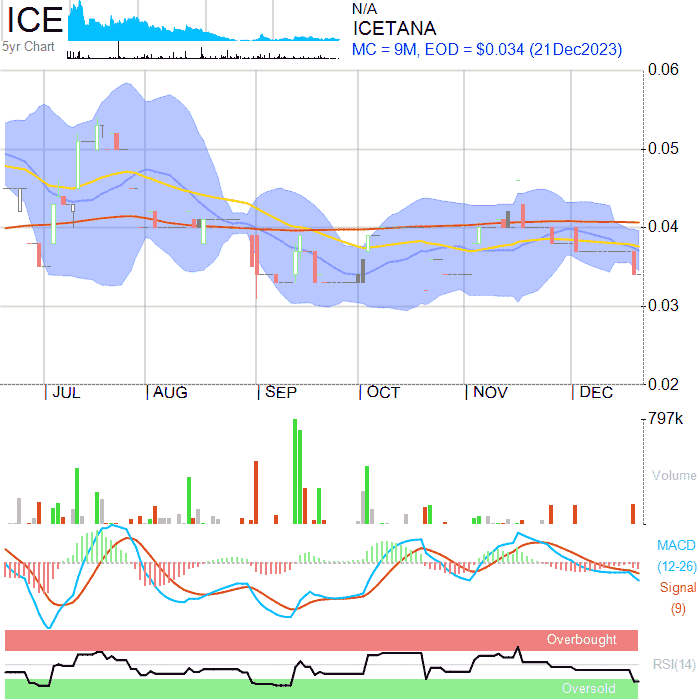 ICE
5yr Chart
N/A
ICETANA
MC = 9M, EOD = $0.034 (21Dec2023)
0.06
0.05
0.04
0.03
0.02
JUL AUG SEP OCT NOV DEC
797k
Volume
MACD
(12-26)
Signal
(9)
Overbought
RSI(14)
Oversold